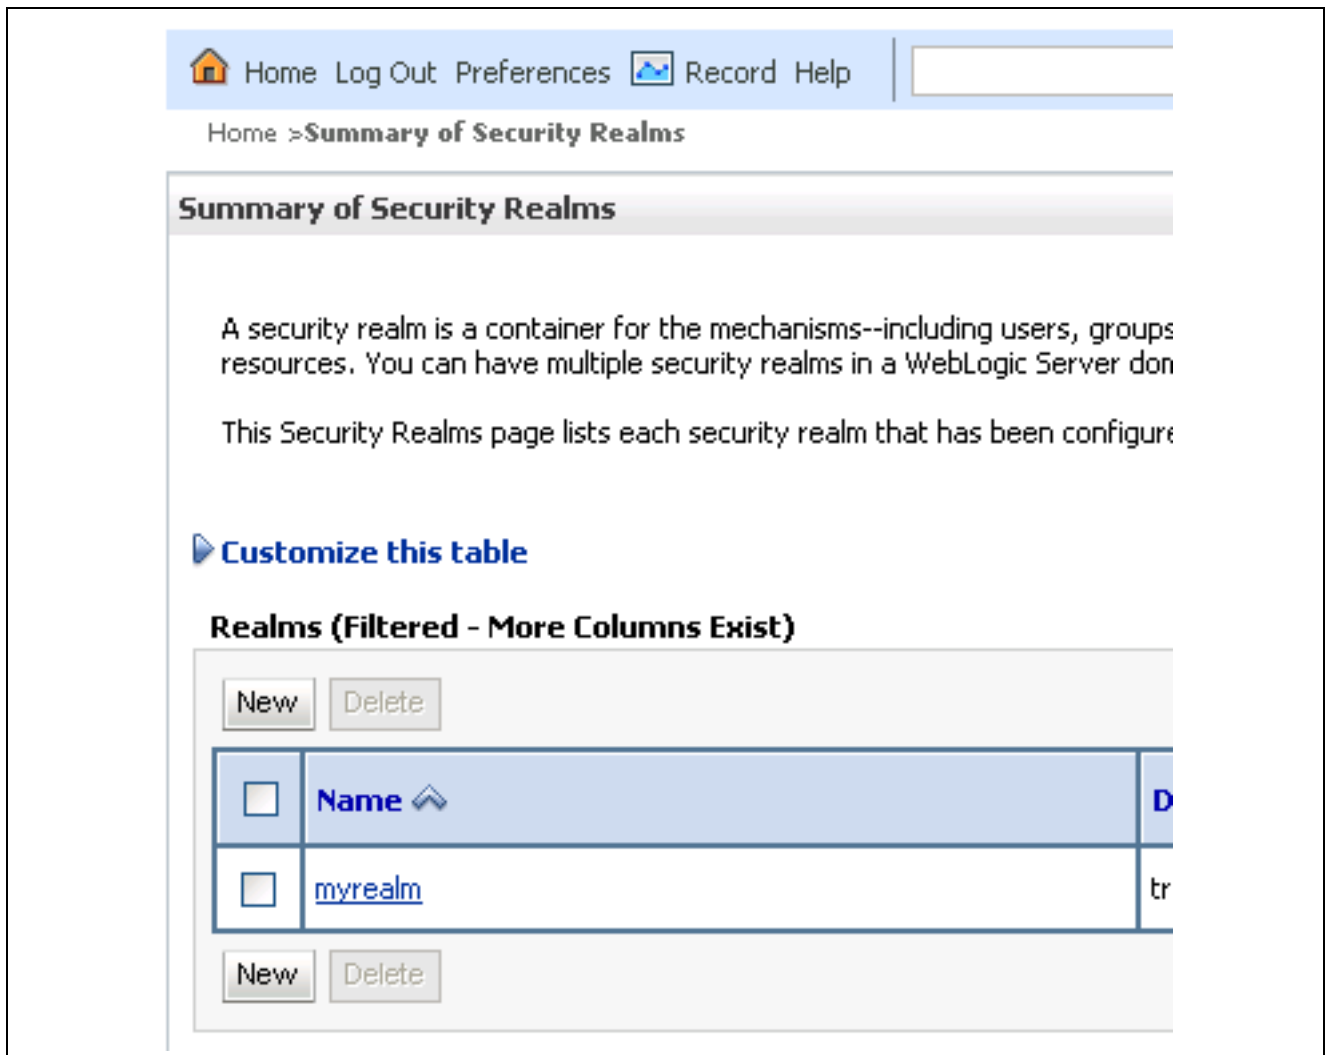 Home Log Out Preferences Record Help
Home >Summary of Security Realms
Summary of Security Realms
A security realm is a container for the mechanisms--including users, groups
resources. You can have multiple security realms in a WebLogic Server
This Security Realms page lists each security realm that has been
Customize this table
Realms (Filtered - More Columns Exist)
New Delete
Name
myrealm
New Delete